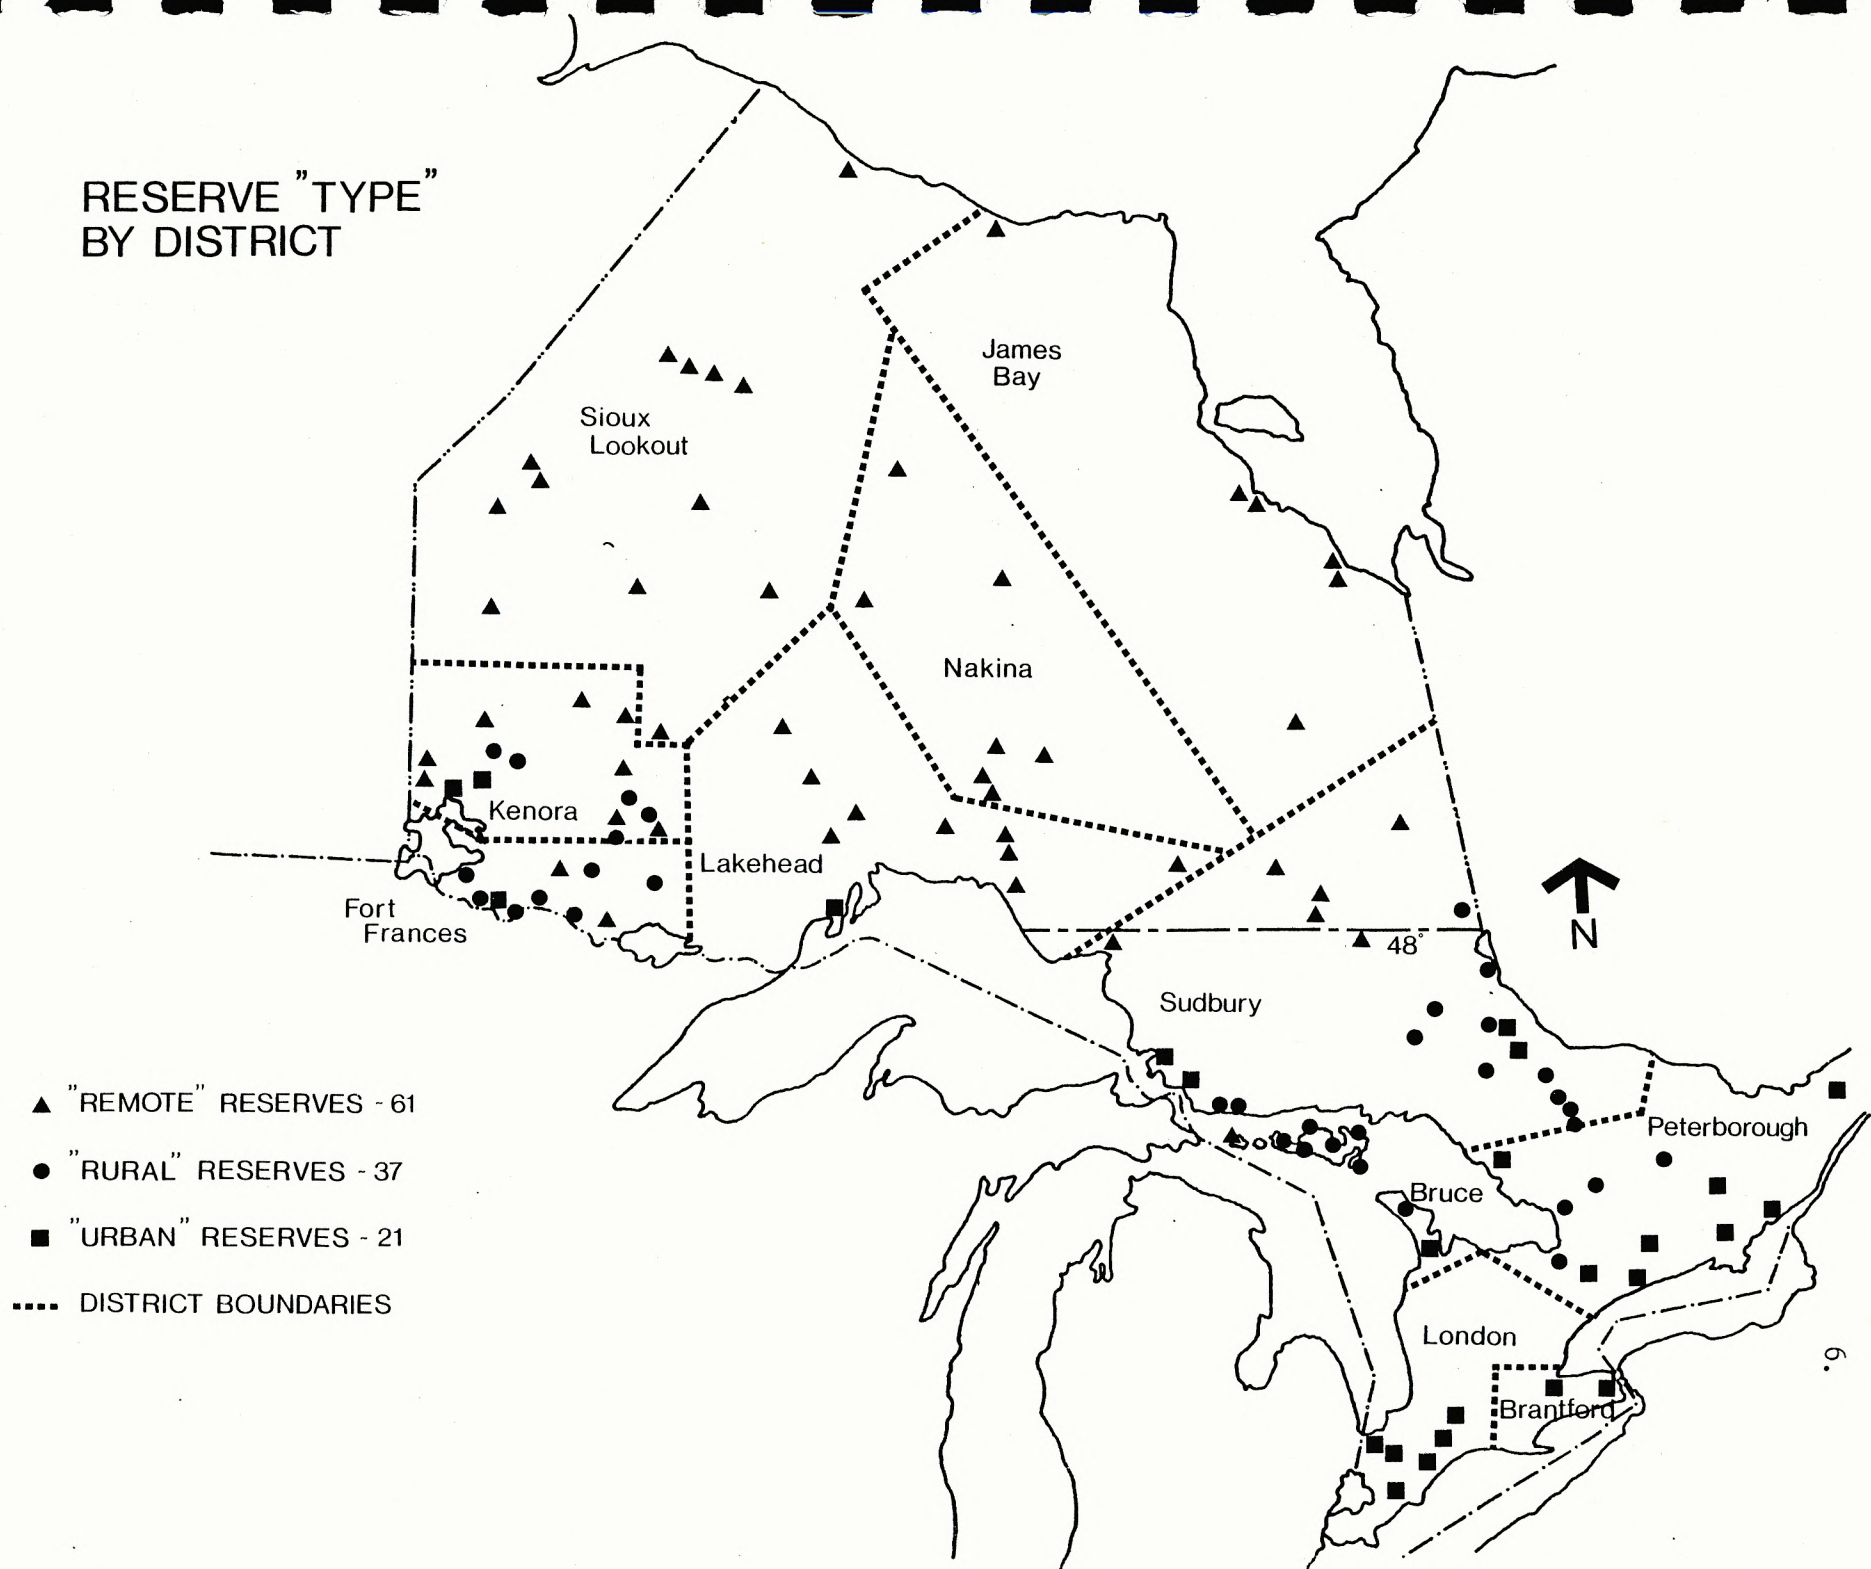 RESERVE "TYPE"
BY DISTRICT
James
Bay
Sioux
Lookout
Nakina
Kenora
Lakehead
Fort
Frances
48°
N
Sudbury
"REMOTE" RESERVES - 61
"RURAL" RESERVES - 37
"URBAN" RESERVES - 21
DISTRICT BOUNDARIES
Peterborough
Bruce
London
Brantford
6.